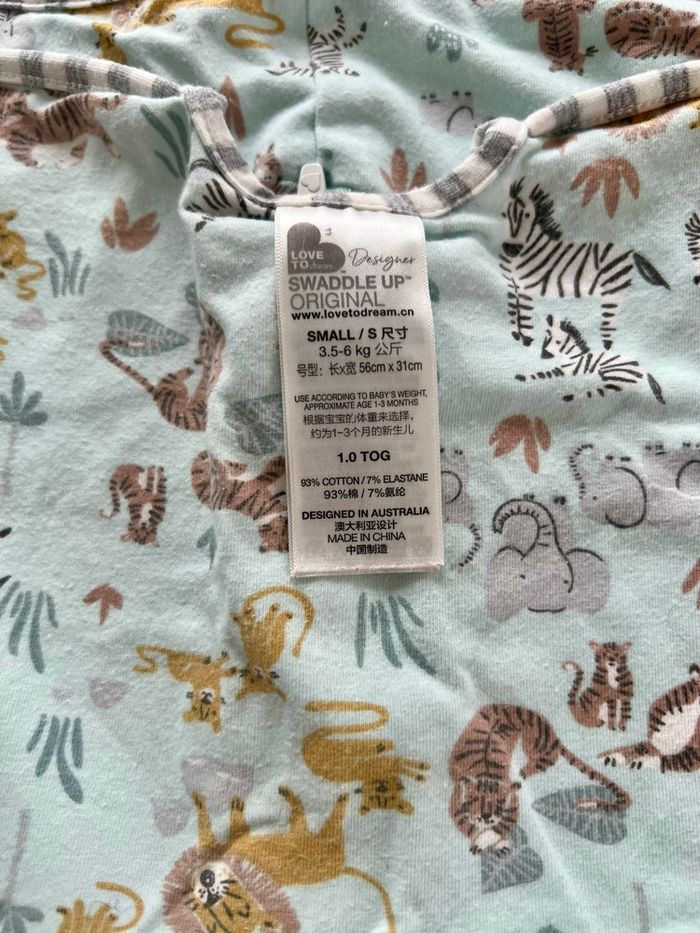 LOVE
TO dream
Designer
SWADDLE UP™
ORIGINAL
www.lovetodream.cn
SMALL / S 尺寸
3.5-6 kg 公斤
号型：长x宽 56cm x 31cm
USE ACCORDING TO BABY'S WEIGHT,
APPROXIMATE AGE 1-3 MONTHS
根据宝宝的体重来选择，
约为1-3个月的新生儿
1.0 TOG
93% COTTON / 7% ELASTANE
93%棉 / 7%氨纶
DESIGNED IN AUSTRALIA
澳大利亚设计
MADE IN CHINA
中国制造